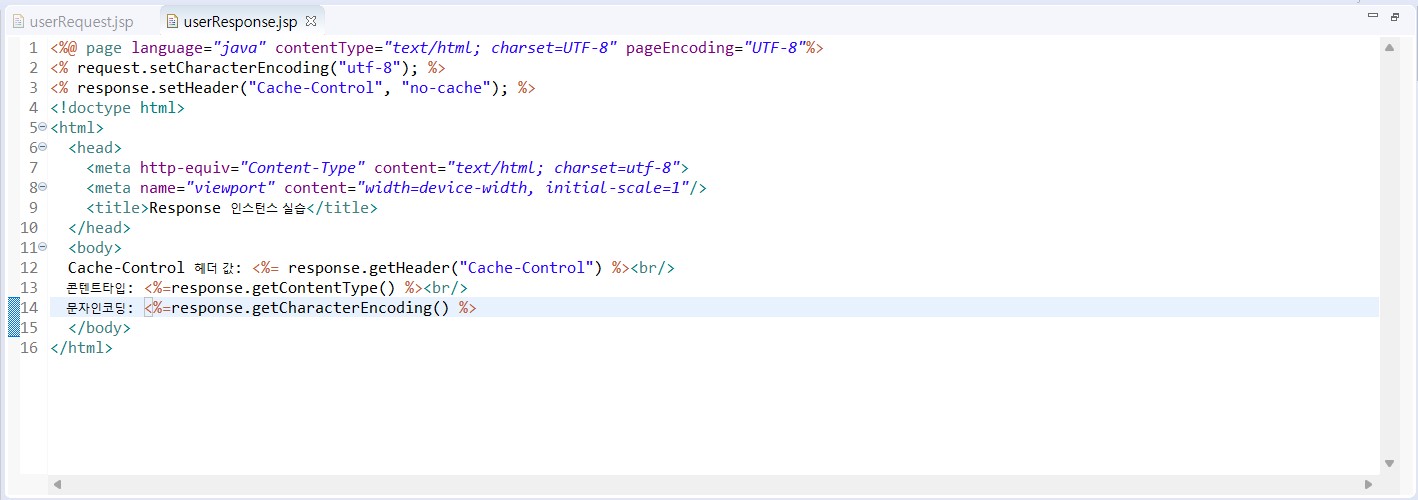 userRequest.jsp userResponse.jsp
1 <%@ page language="java" contentType="text/html; charset=UTF-8" pageEncoding="UTF-8"%>
2 <% request.setCharacterEncoding("utf-8"); %>
3 <% response.setHeader("Cache-Control", "no-cache"); %>
4 <!doctype html>
5 <html>
6 <head>
7 <meta http-equiv="Content-Type" content="text/html; charset=utf-8">
8 <meta name="viewport" content="width=device-width, initial-scale=1"/>
9 <title>Response 인스턴스 실습</title>
10 </head>
11 <body>
12 Cache-Control 헤더 값: <%= response.getHeader("Cache-Control") %><br/>
13 콘텐트타입: <%=response.getContentType() %><br/>
14 문자인코딩: <%=response.getCharacterEncoding() %>
15 </body>
16 </html>